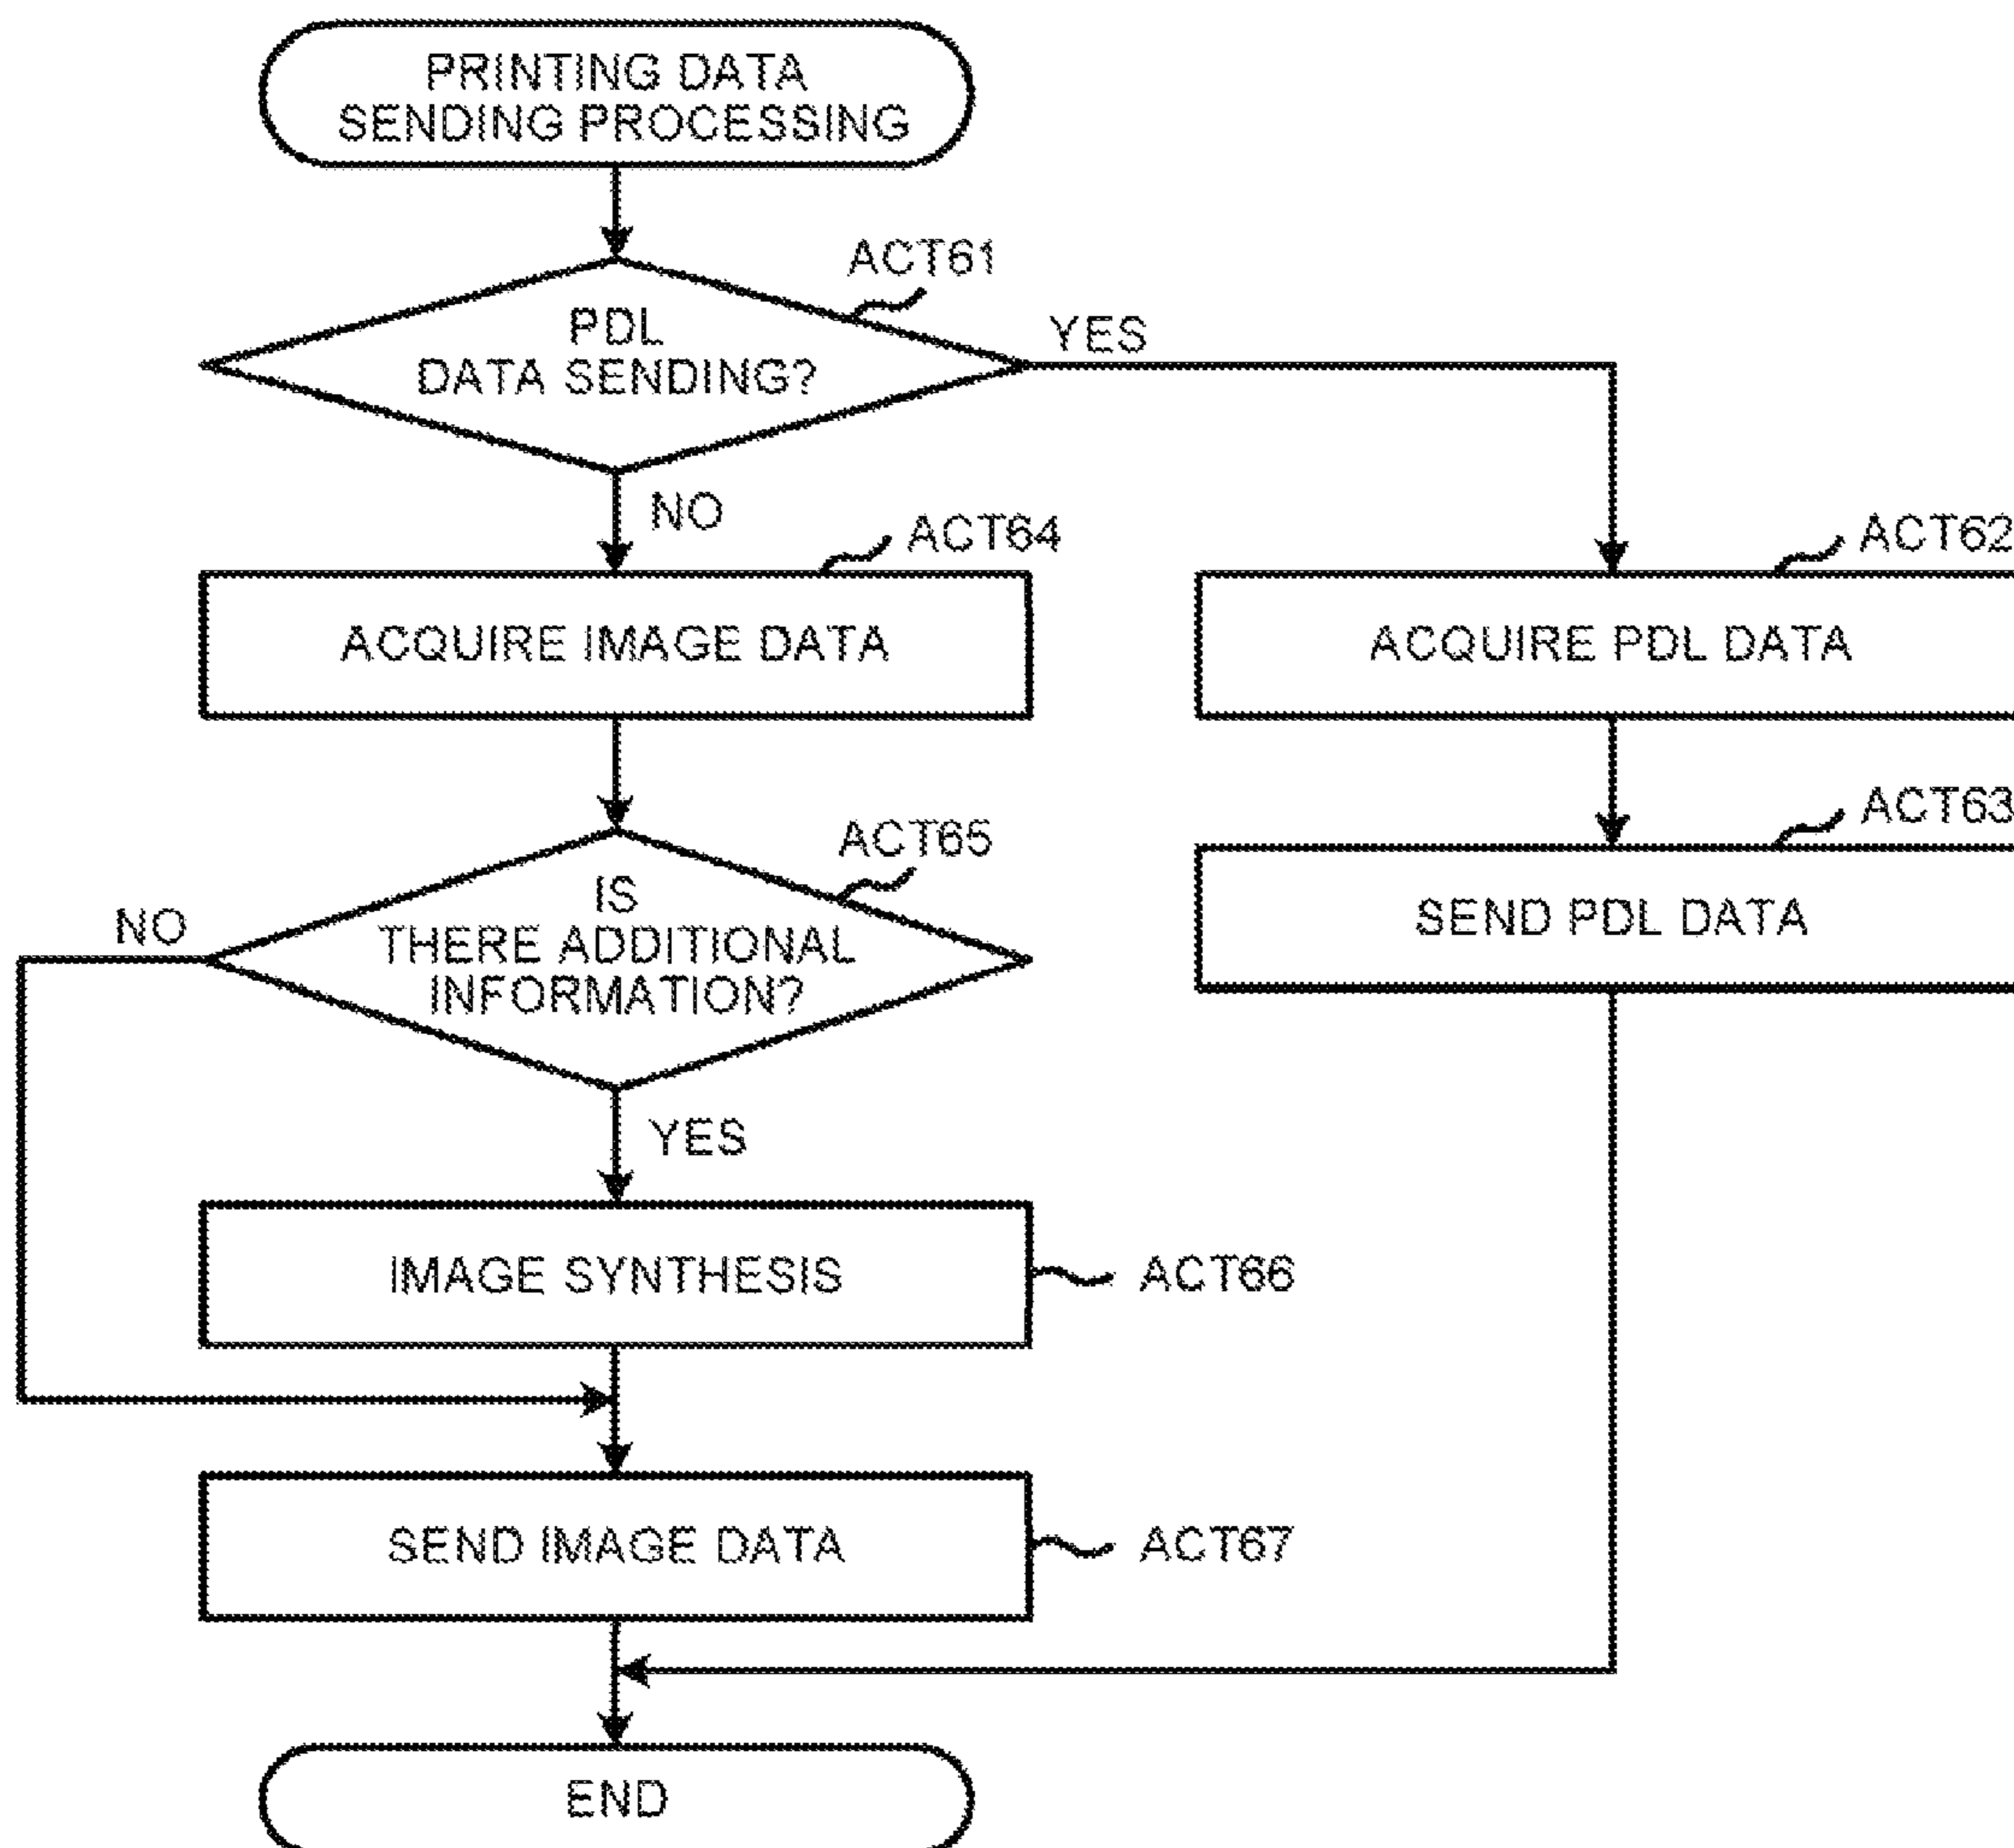 PRINTING DATA
SENDING PROCESSING
ACT61
PDL
DATA SENDING?
YES
NO
ACT64
ACQUIRE IMAGE DATA
ACT62
ACQUIRE PDL DATA
ACT63
SEND PDL DATA
ACT65
IS
THERE ADDITIONAL
INFORMATION?
NO
YES
IMAGE SYNTHESIS
ACT66
SEND IMAGE DATA
ACT67
END